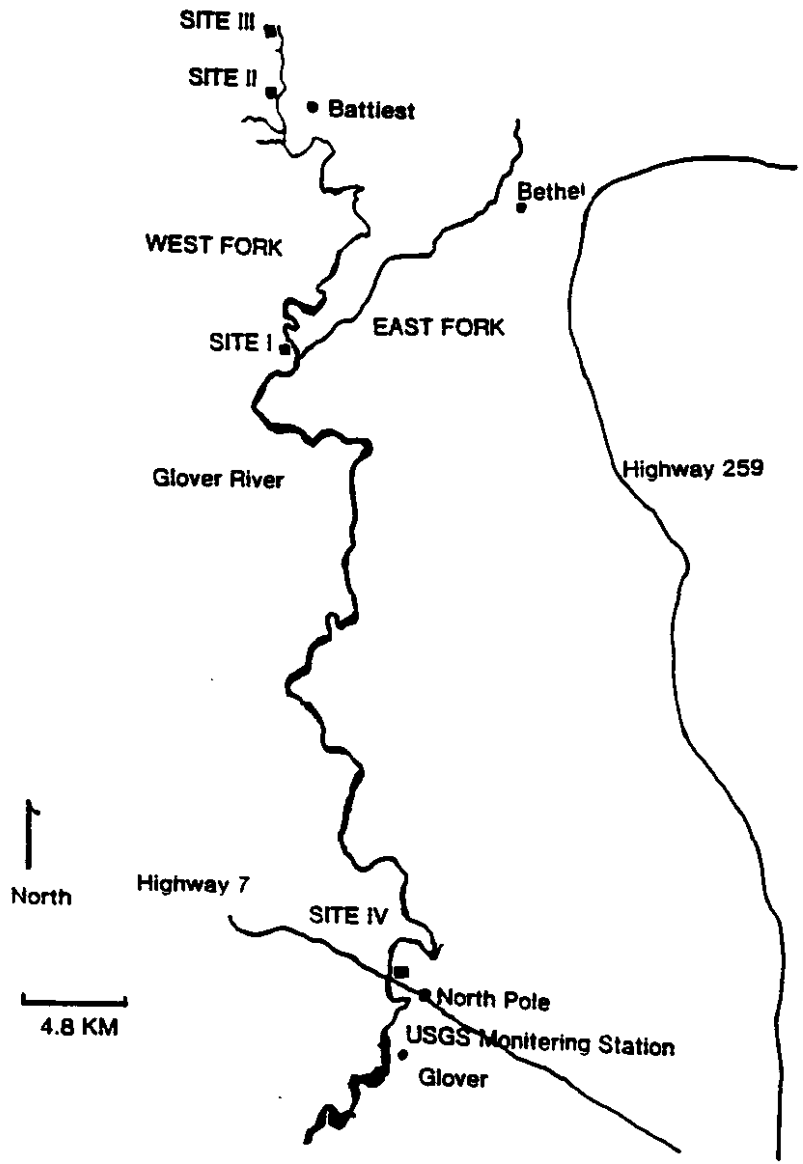 SITE III
SITE II
Battiest
Bethel
WEST FORK
EAST FORK
SITE I
Highway 259
Glover River
North
Highway 7
SITE IV
4.8 KM
North Pole
USGS Monitering Station
Glover